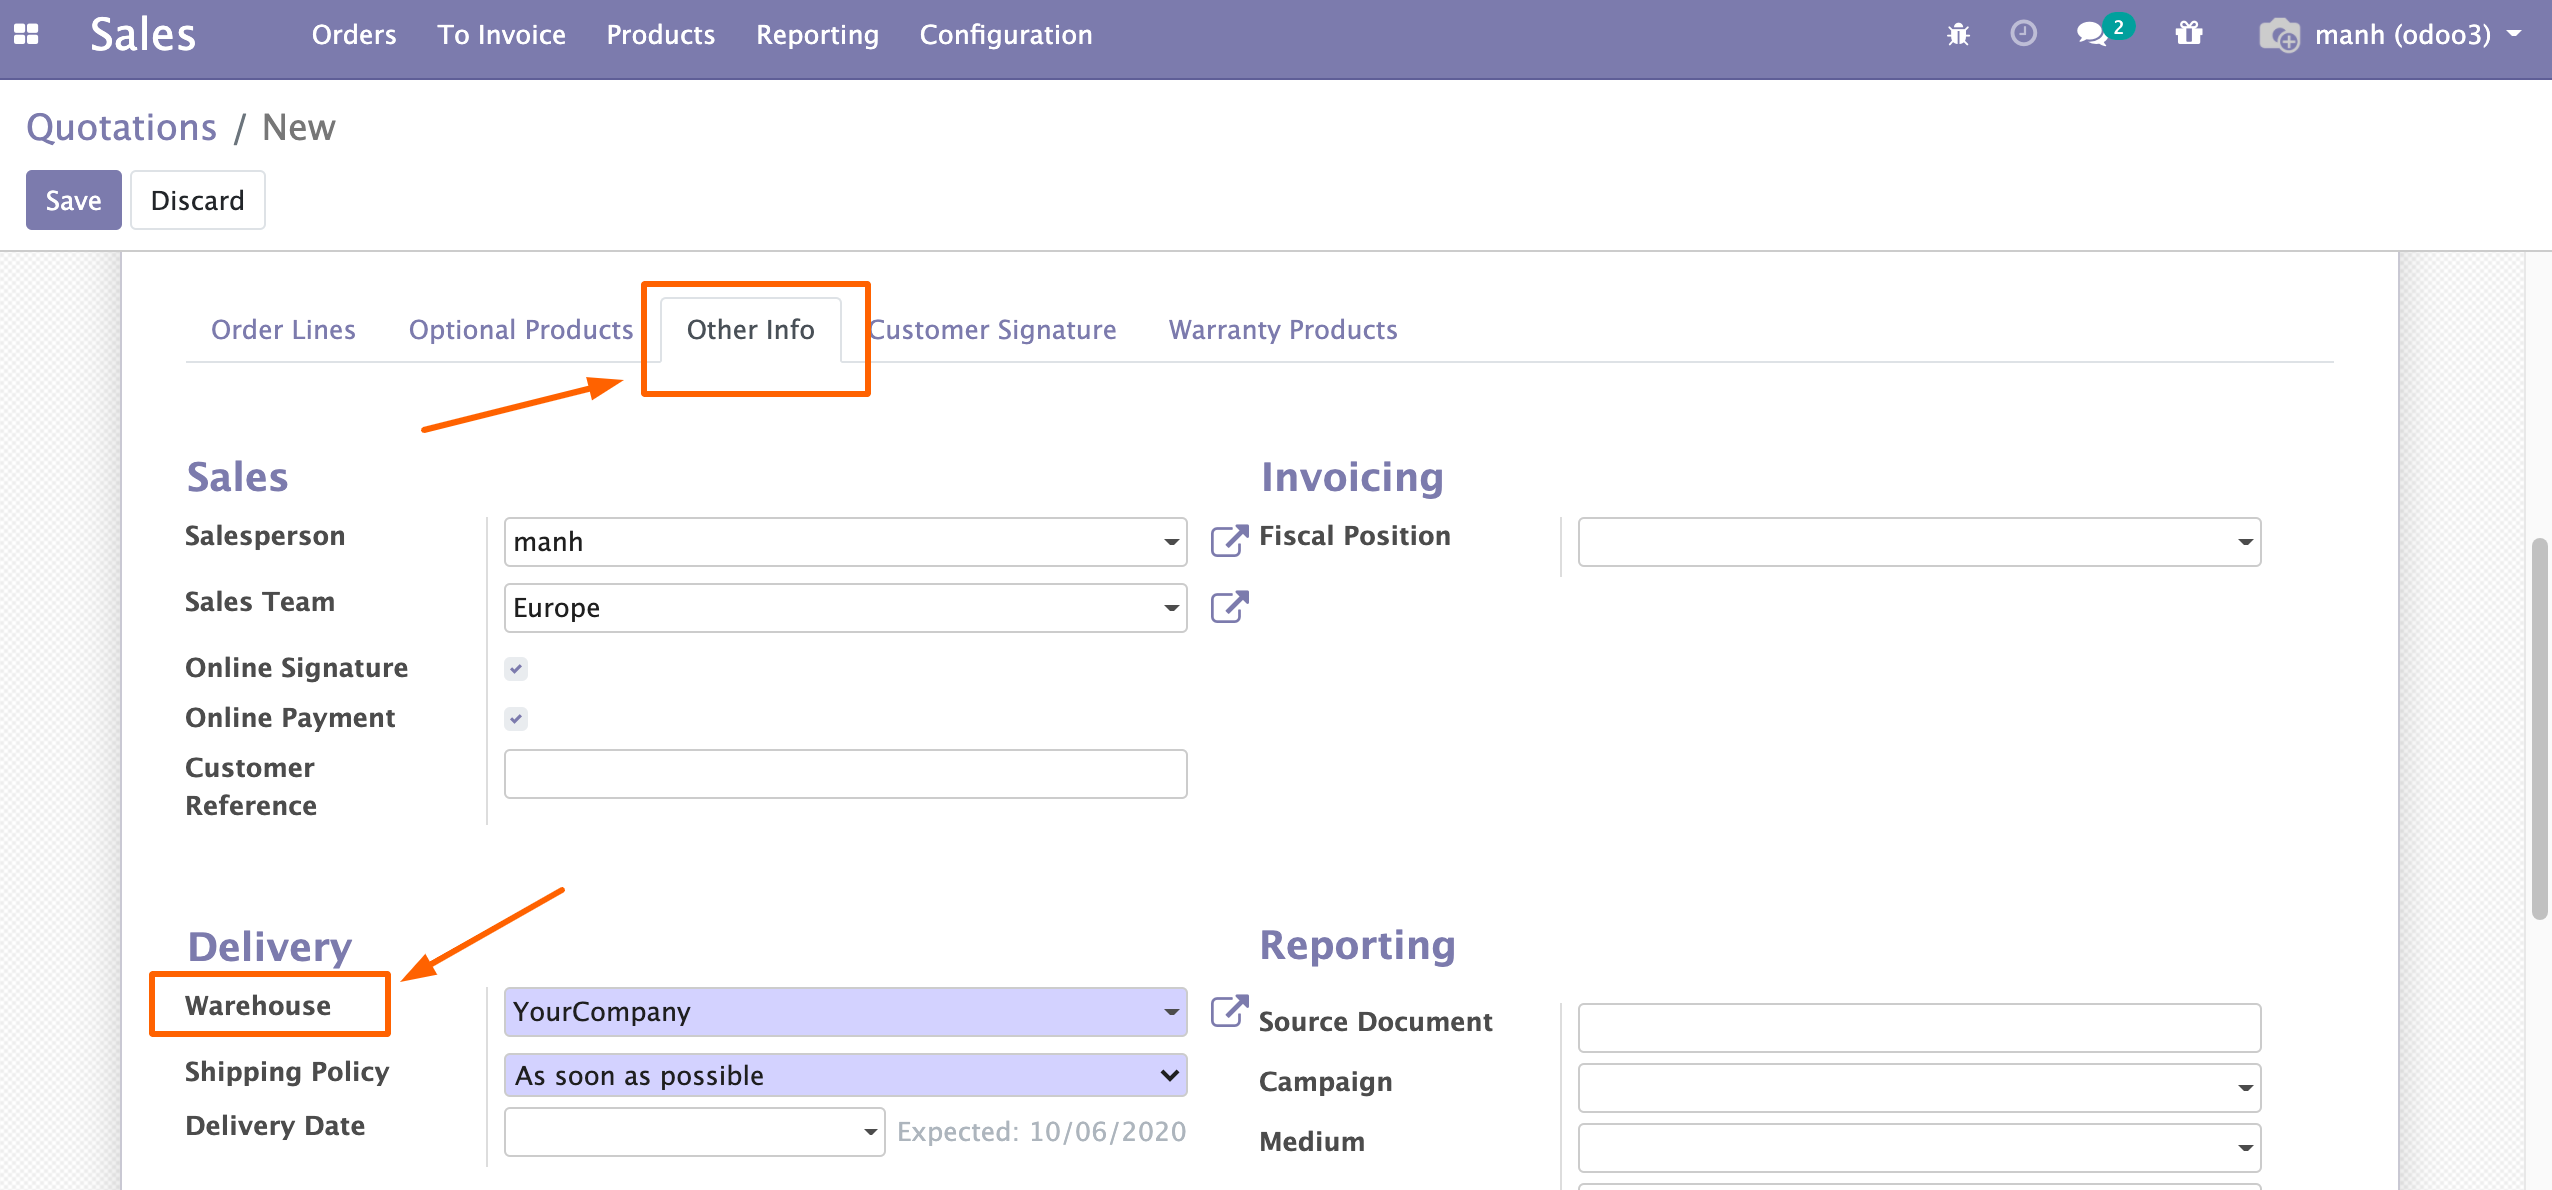 Sales Orders To Invoice Products Reporting Configuration 2 manh (odoo3)
Quotations / New
Save Discard
Order Lines Optional Products Other Info Customer Signature Warranty Products
Sales
Salesperson manh
Sales Team Europe
Online Signature
Online Payment
Customer
Reference
Invoicing
Fiscal Position
Delivery
Warehouse YourCompany
Shipping Policy As soon as possible
Delivery Date Expected: 10/06/2020
Reporting
Source Document
Campaign
Medium